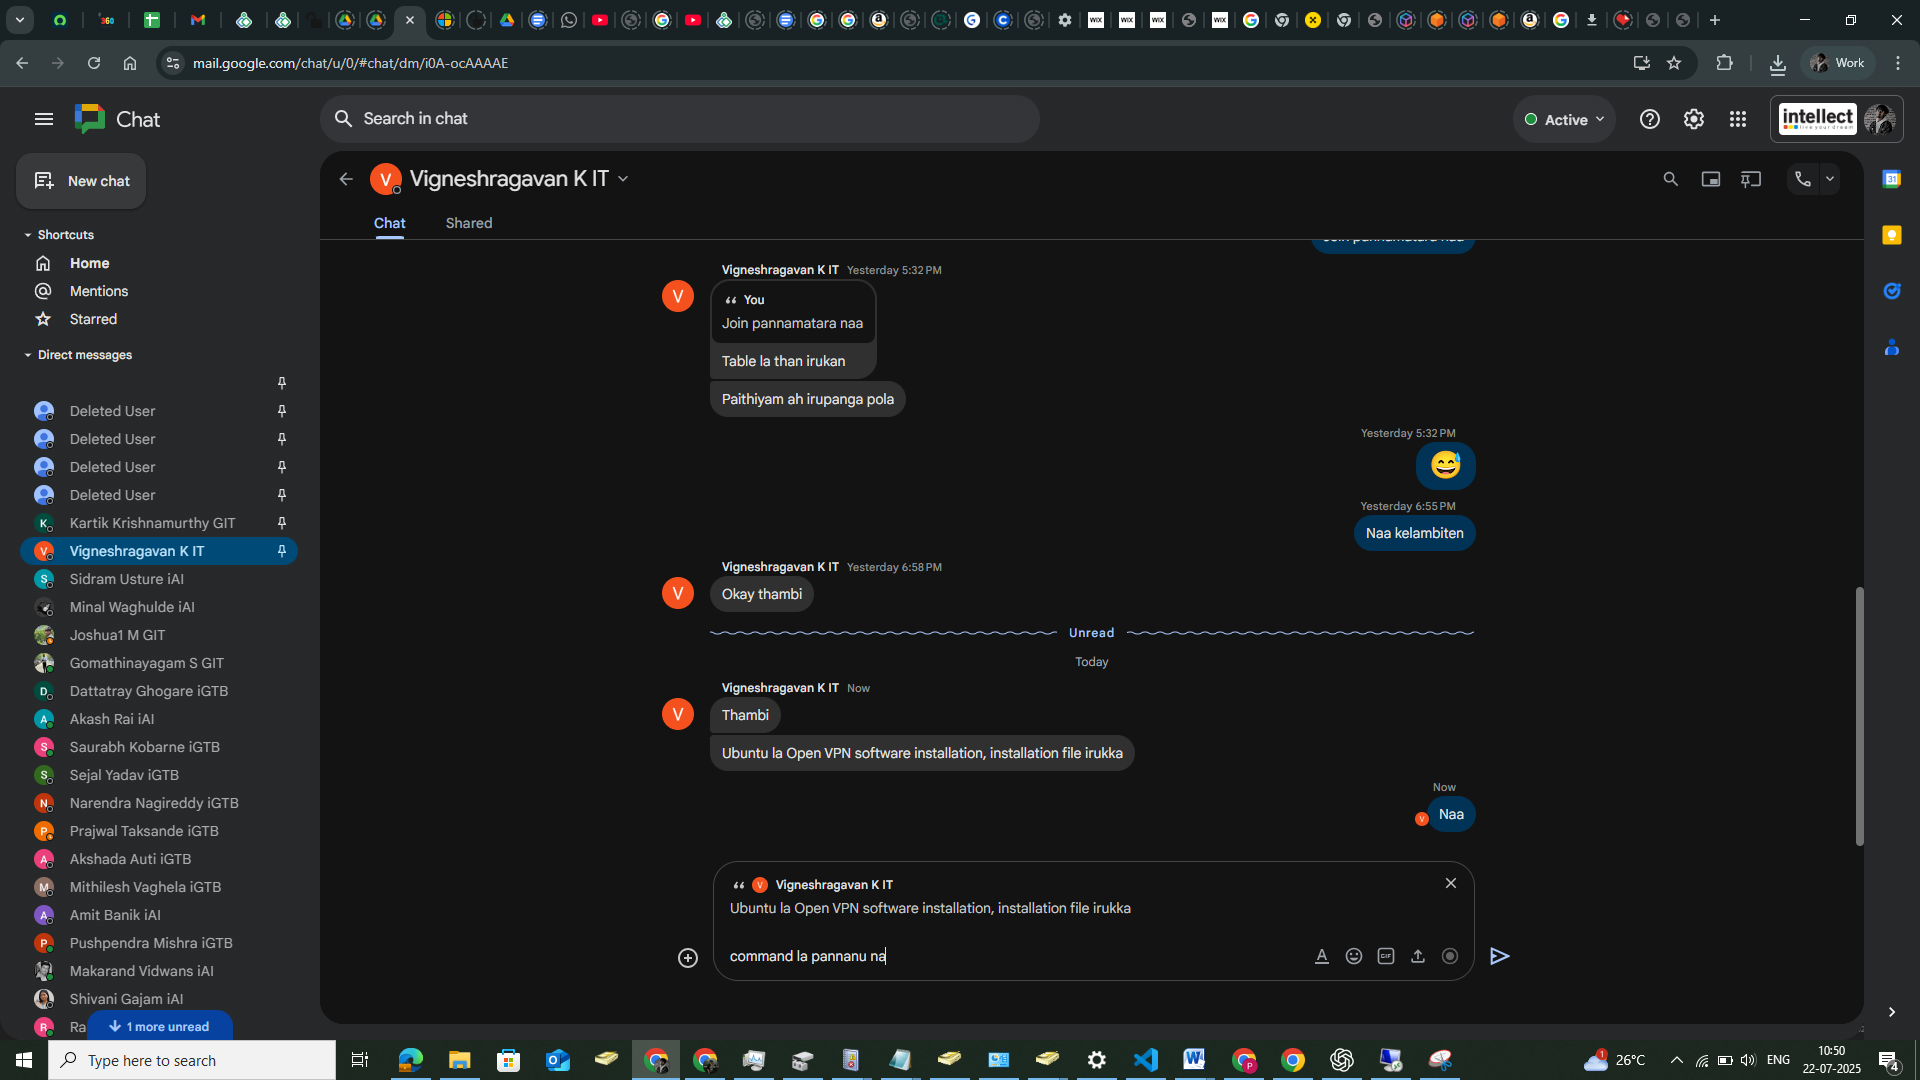 mail.google.com/chat/u/0/#chat/dm/i0A-ocAAAAE
Work
Chat
Search in chat
Active
intellect
New chat
Vigneshragavan K IT
Chat
Shared
Shortcuts
Home
Mentions
Starred
Direct messages
Deleted User
Deleted User
Deleted User
Deleted User
Kartik Krishnamurthy GIT
Vigneshragavan K IT
Sidram Usture iAI
Minal Waghulde iAI
Joshua1 M GIT
Gomathinayagam S GIT
Dattatray Ghogare iGTB
Akash Rai iAI
Saurabh Kobarne iGTB
Sejal Yadav iGTB
Narendra Nagireddy iGTB
Prajwal Taksande iGTB
Akshada Auti iGTB
Mithilesh Vaghela iGTB
Amit Banik iAI
Pushpendra Mishra iGTB
Makarand Vidwans iAI
Shivani Gajam iAI
Ra
1 more unread
Join pannamatara naa
Vigneshragavan K IT Yesterday 5:32 PM
You
Join pannamatara naa
Table la than irukan
Paithiyam ah irupanga pola
Yesterday 5:32 PM
Yesterday 6:55 PM
Naa kelambiten
Vigneshragavan K IT Yesterday 6:58 PM
Okay thambi
Unread
Today
Vigneshragavan K IT Now
Thambi
Ubuntu la Open VPN software installation, installation file irukka
Now
Naa
Vigneshragavan K IT
Ubuntu la Open VPN software installation, installation file irukka
command la pannanu na
GIF
Type here to search
26°C
ENG
10:50
22-07-2025
4